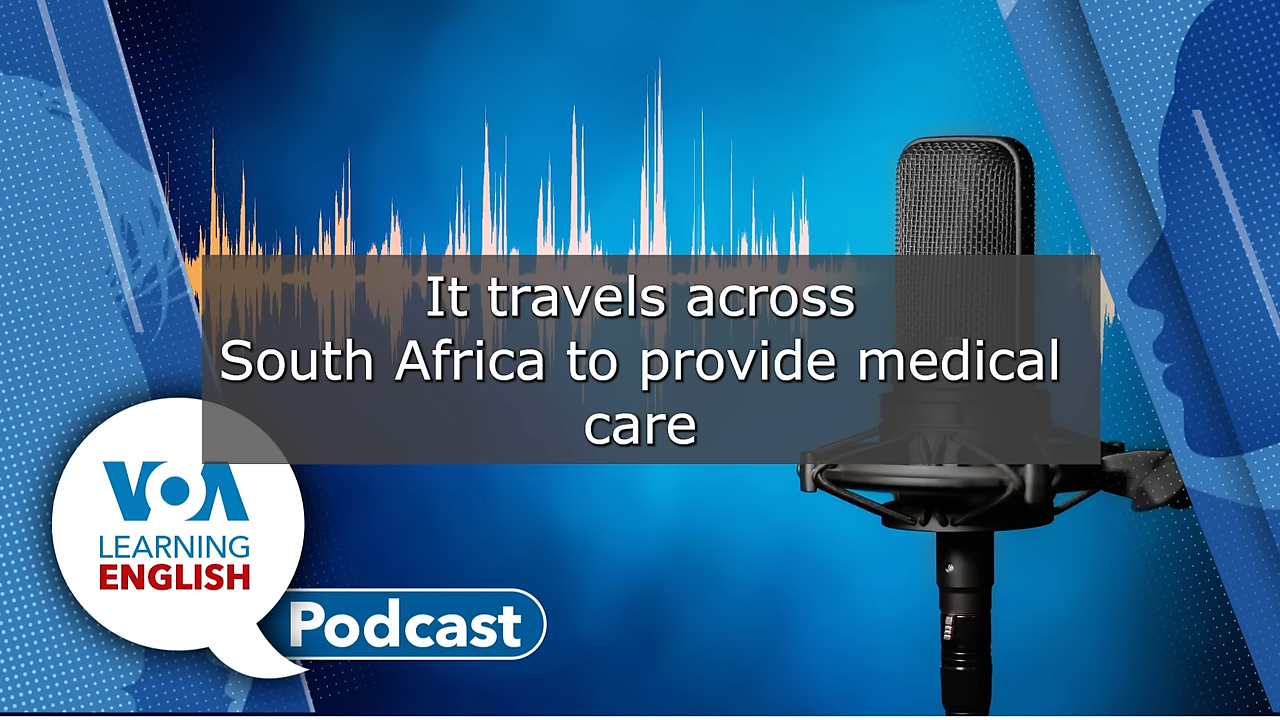 It travels across
South Africa to provide medical
care
VOA
LEARNING
ENGLISH
Podcast